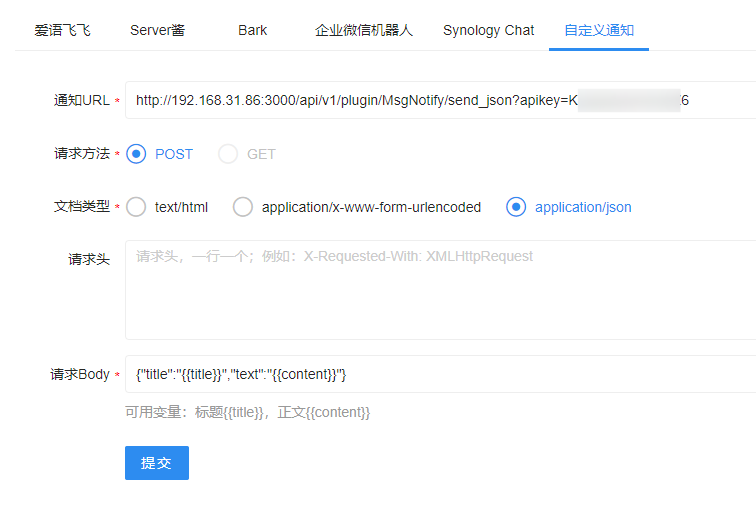 爱语飞飞 Server酱 Bark 企业微信机器人 Synology Chat 自定义通知
通知URL * http://192.168.31.86:3000/api/v1/plugin/MsgNotify/send_json?apikey=K 6
请求方法 * POST GET
文档类型 * text/html application/x-www-form-urlencoded application/json
请求头 请求头，一行一个；例如：X-Requested-With: XMLHttpRequest
请求Body * {"title":"{{title}}","text":"{{content}}"}
可用变量：标题{{title}}，正文{{content}}
提交